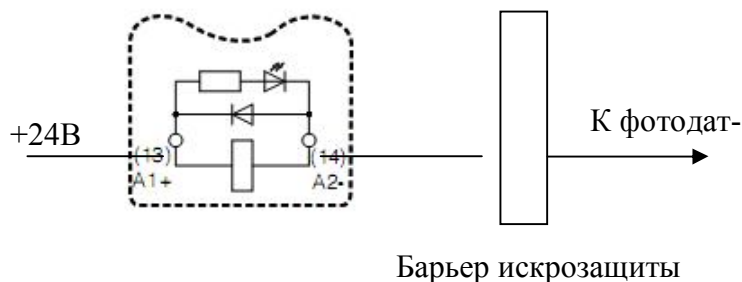 +24В
К фотодат-
(13)
(14)
A1+
A2-
Барьер искрозащиты